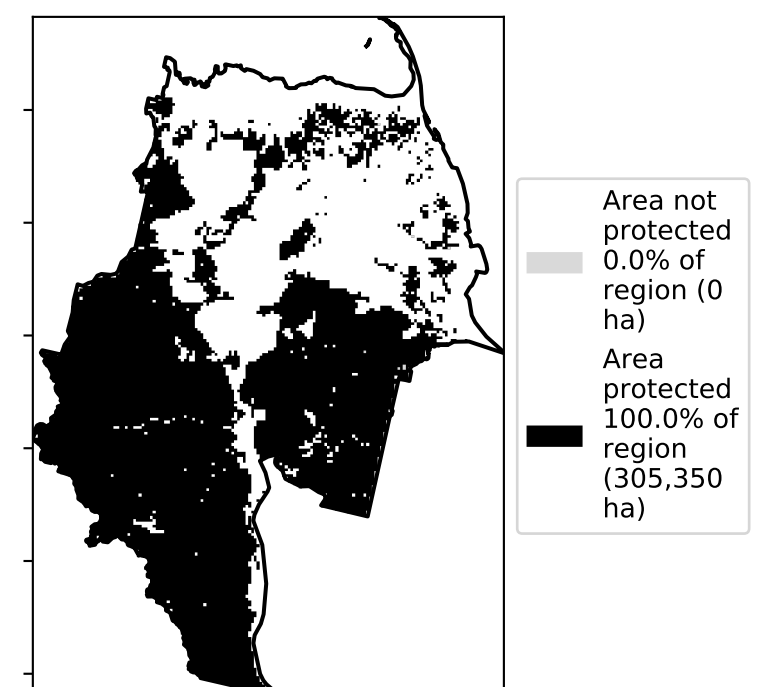 Area not
protected
0.0% of
region (0
ha)
Area
protected
100.0% of
region
(305,350
ha)